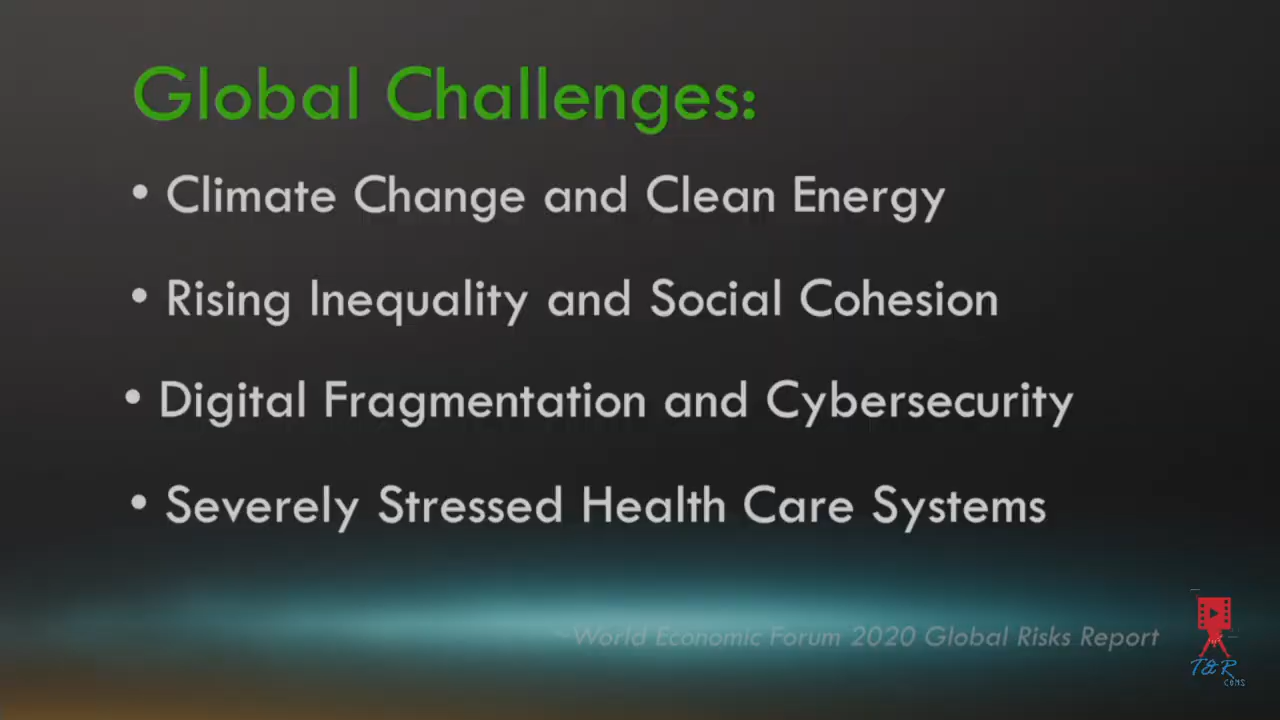 Global Challenges:
• Climate Change and Clean Energy
• Rising Inequality and Social Cohesion
• Digital Fragmentation and Cybersecurity
• Severely Stressed Health Care Systems
~World Economic Forum 2020 Global Risks Report
T&R
COMS